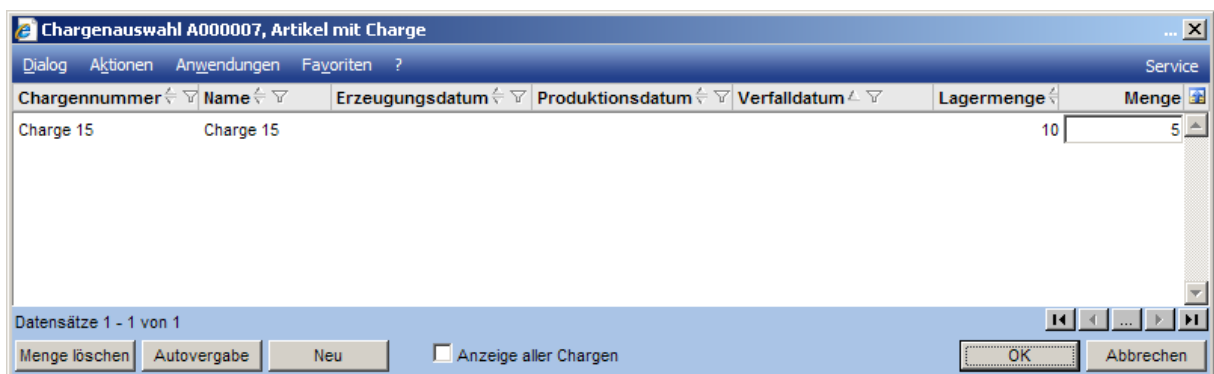 Chargenauswahl A000007, Artikel mit Charge ...
Dialog Aktionen Anwendungen Favoriten ? Service
Chargennummer Name Erzeugungsdatum Produktionsdatum Verfalldatum Lagermenge Menge
Charge 15 Charge 15 10 5
Datensätze 1 - 1 von 1 ...
Menge löschen Autovergabe Neu Anzeige aller Chargen OK Abbrechen